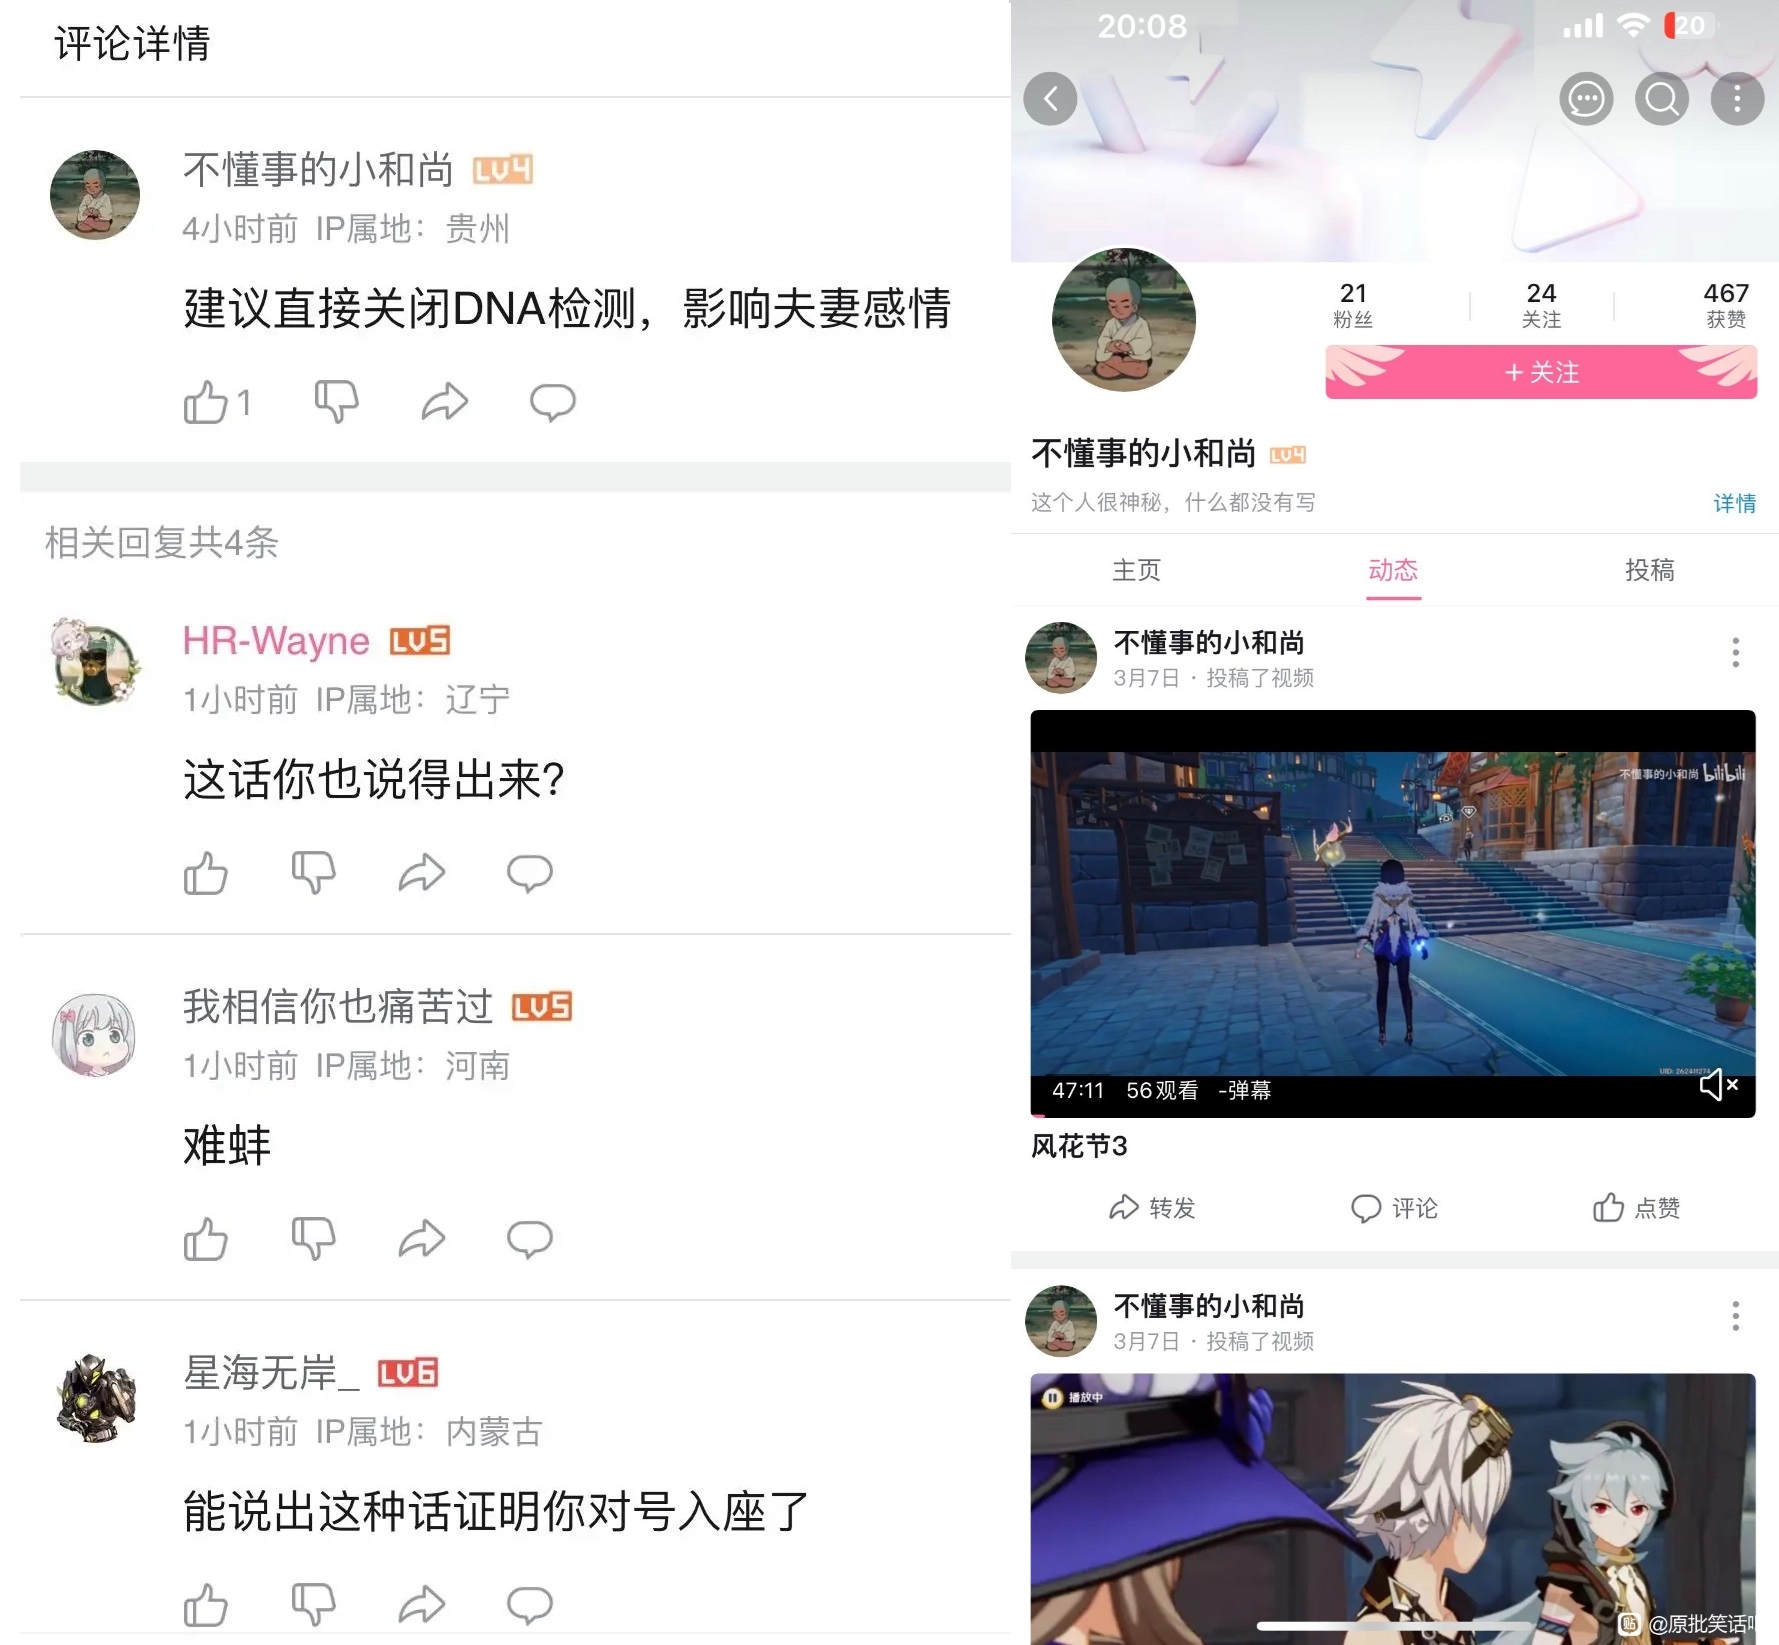 评论详情
不懂事的小和尚 LV4
4小时前 IP属地：贵州
建议直接关闭DNA检测，影响夫妻感情
1
相关回复共4条
HR-Wayne LV5
1小时前 IP属地：辽宁
这话你也说得出来？
我相信你也痛苦过 LV5
1小时前 IP属地：河南
难蚌
星海无岸_ LV6
1小时前 IP属地：内蒙古
能说出这种话证明你对号入座了
20:08
20
21
粉丝
24
关注
467
获赞
+ 关注
不懂事的小和尚 LV4
这个人很神秘，什么都没有写
详情
主页
动态
投稿
不懂事的小和尚
3月7日 · 投稿了视频
不懂事的小和尚 bilibili
47:11 56观看 -弹幕
风花节3
转发
评论
点赞
不懂事的小和尚
3月7日 · 投稿了视频
播放中
贴 @原批笑话吧